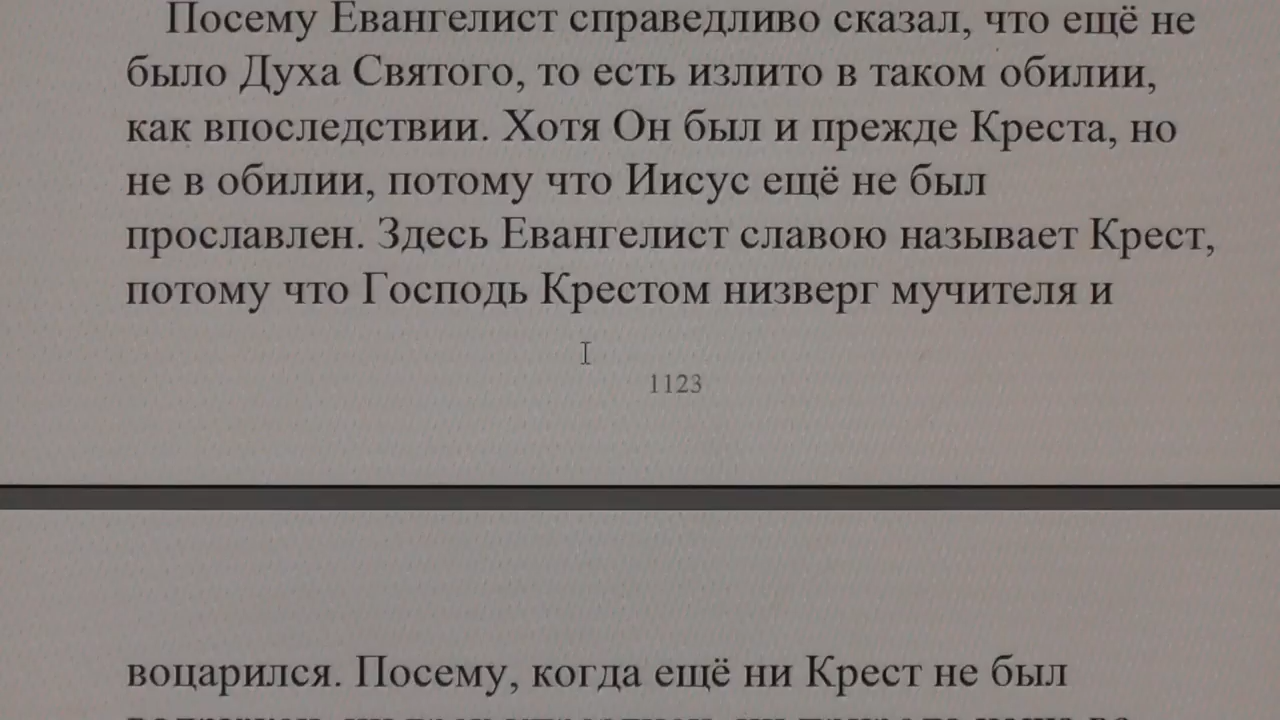 Посему Евангелист справедливо сказал, что ещё не
было Духа Святого, то есть излито в таком обилии,
как впоследствии. Хотя Он был и прежде Креста, но
не в обилии, потому что Иисус ещё не был
прославлен. Здесь Евангелист славою называет Крест,
потому что Господь Крестом низверг мучителя и
1123
воцарился. Посему, когда ещё ни Крест не был